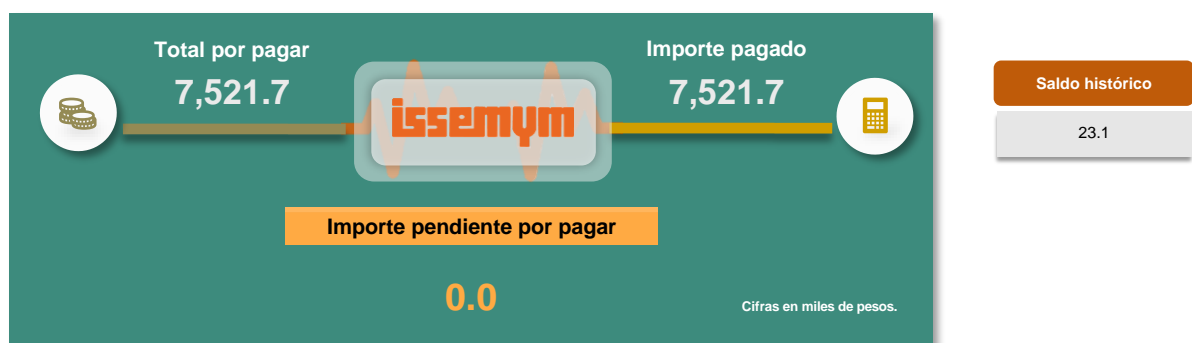 Total por pagar
7,521.7
issemym
Importe pagado
7,521.7
Importe pendiente por pagar
0.0
Cifras en miles de pesos.
Saldo histórico
23.1